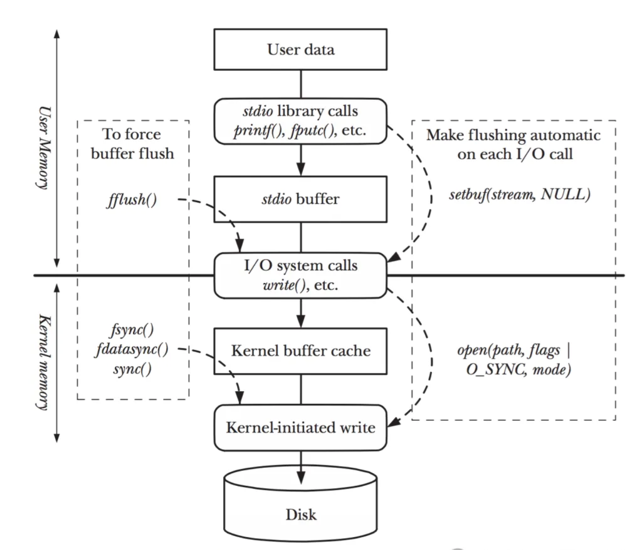 User data
stdio library calls
printf(), fputc(), etc.
To force
buffer flush
Make flushing automatic
on each I/O call
User Memory
fflush()
stdio buffer
setbuf(stream, NULL)
I/O system calls
write(), etc.
Kernel memory
fsync()
fdatasync()
sync()
Kernel buffer cache
open(path, flags |
O_SYNC, mode)
Kernel-initiated write
Disk